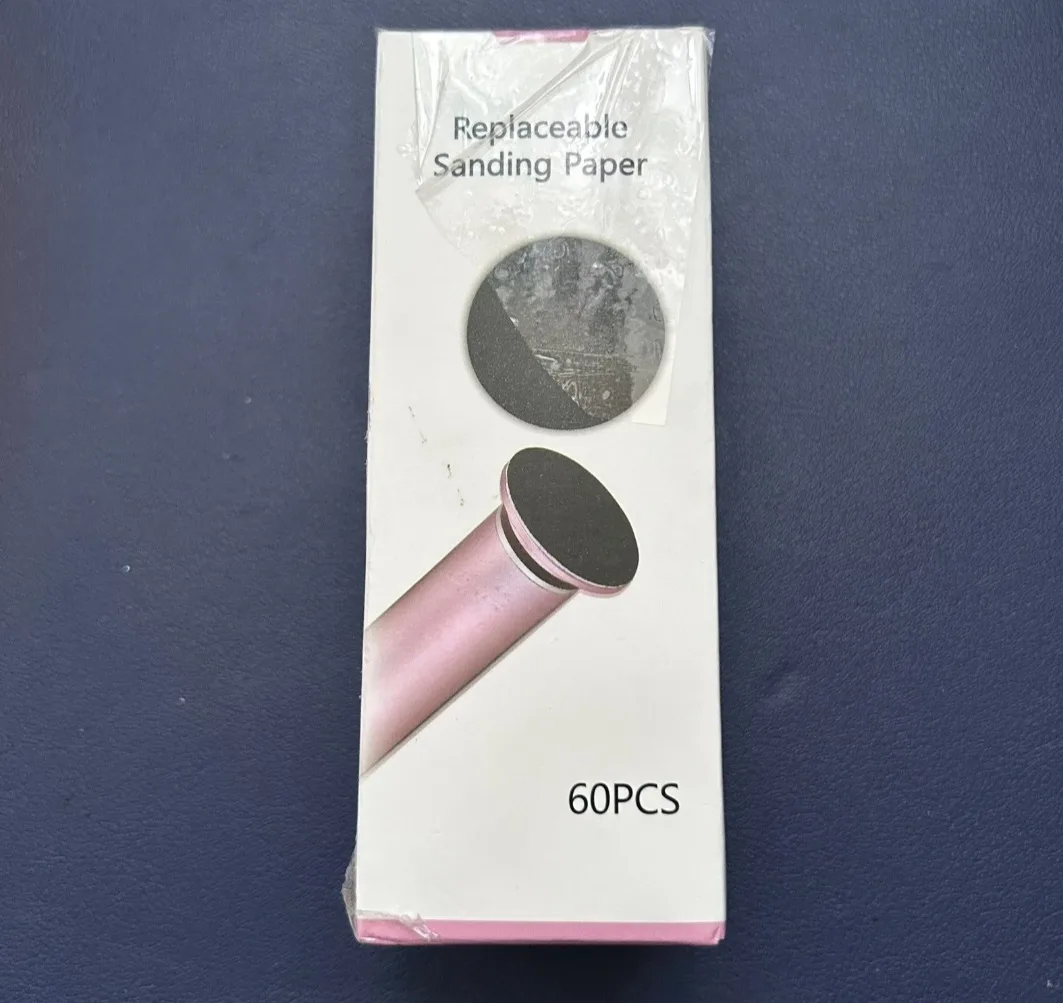 Replaceable
Sanding Paper
60PCS